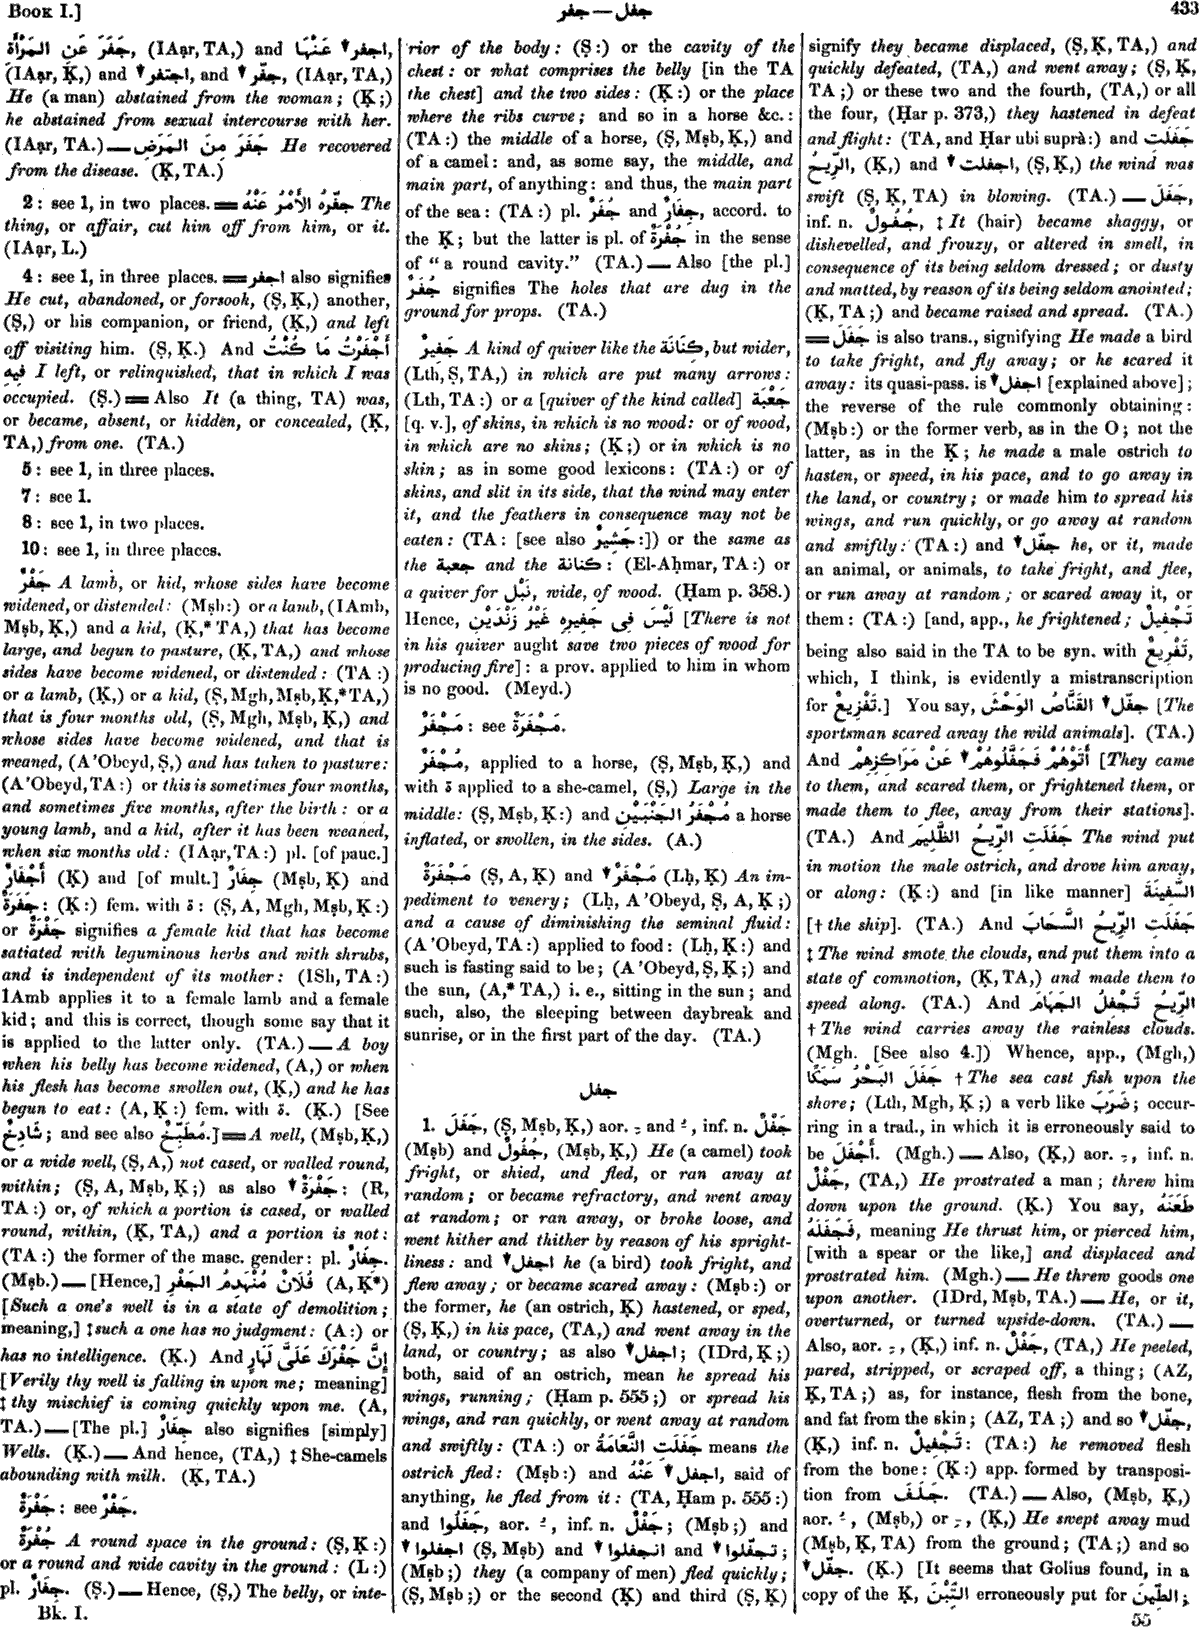 BOOK I.]
جفر—جفل
433
جَفَرَ عَنِ المَرْأَةِ, (IAạr, TA,) and ▼ اجفر عَنْهَا,
(IAạr, Ḳ,) and ▼ اجتفر, and ▼ جفّر, (IAạr, TA,)
He (a man) abstained from the woman; (Ḳ;)
he abstained from sexual intercourse with her.
(IAạr, TA.) — جَفَرَ مِنَ المَرَضِ He recovered
from the disease. (Ḳ, TA.)
2: see 1, in two places. = جفّرهُ الأَمْرُ عَنْهُ The
thing, or affair, cut him off from him, or it.
(IAạr, L.)
4: see 1, in three places. = اجفر also signifies
He cut, abandoned, or forsook, (Ṣ, Ḳ,) another,
(Ṣ,) or his companion, or friend, (Ḳ,) and left
off visiting him. (Ṣ, Ḳ.) And أَجْفَرْتُ مَا كُنْتُ
فِيهِ I left, or relinquished, that in which I was
occupied. (Ṣ.) = Also It (a thing, TA) was,
or became, absent, or hidden, or concealed, (Ḳ,
TA,) from one. (TA.)
5: see 1, in three places.
7: see 1.
8: see 1, in two places.
10: see 1, in three places.
جَفْرٌ A lamb, or kid, whose sides have become
widened, or distended: (Mṣb:) or a lamb, (IAmb,
Mṣb, Ḳ,) and a kid, (Ḳ,* TA,) that has become
large, and begun to pasture, (Ḳ, TA,) and whose
sides have become widened, or distended: (TA:)
or a lamb, (Ḳ,) or a kid, (Ṣ, Mgh, Mṣb, Ḳ,* TA,)
that is four months old, (Ṣ, Mgh, Mṣb, Ḳ,) and
whose sides have become widened, and that is
weaned, (A'Obeyd, Ṣ,) and has taken to pasture:
(A'Obeyd, TA:) or this is sometimes four months,
and sometimes five months, after the birth: or a
young lamb, and a kid, after it has been weaned,
when six months old: (IAạr, TA:) pl. [of pauc.]
أَجْفَارٌ (Ḳ) and [of mult.] جِفَارٌ (Mṣb, Ḳ) and
جَفَرَةٌ: (Ḳ:) fem. with ة: (Ṣ, A, Mgh, Mṣb, Ḳ:)
or جَفْرَةٌ signifies a female kid that has become
satiated with leguminous herbs and with shrubs,
and is independent of its mother: (ISh, TA:)
IAmb applies it to a female lamb and a female
kid; and this is correct, though some say that it
is applied to the latter only. (TA.) — A boy
when his belly has become widened, (A,) or when
his flesh has become swollen out, (Ḳ,) and he has
begun to eat: (A, Ḳ:) fem. with ة. (Ḳ.) [See
شَادِخٌ; and see also مُطَبِّخٌ.] = A well, (Mṣb, Ḳ,)
or a wide well, (Ṣ, A,) not cased, or walled round,
within; (Ṣ, A, Mṣb, Ḳ;) as also ▼ جَفْرَةٌ: (R,
TA:) or, of which a portion is cased, or walled
round, within, (Ḳ, TA,) and a portion is not:
(TA:) the former of the masc. gender: pl. جِفَارٌ.
(Mṣb.) — [Hence,] فُلَانٌ مُنْهَدِمُ الجَفْرِ (A, Ḳ*)
[Such a one's well is in a state of demolition;
meaning,] ‡ such a one has no judgment: (A:) or
has no intelligence. (Ḳ.) And إِنَّ جَفْرَكَ عَلَىَّ لَهَارٍ
[Verily thy well is falling in upon me; meaning]
‡ thy mischief is coming quickly upon me. (A,
TA.) — [The pl.] جِفَارٌ also signifies [simply]
Wells. (Ḳ.) — And hence, (TA,) ‡ She-camels
abounding with milk. (Ḳ, TA.)
جَفْرَةٌ: see جَفْرٌ.
جُفْرَةٌ A round space in the ground: (Ṣ, Ḳ:)
or a round and wide cavity in the ground: (L:)
pl. جِفَارٌ. (Ṣ.) — Hence, (Ṣ,) The belly, or inte-
Bk. I.
rior of the body: (Ṣ:) or the cavity of the
chest: or what comprises the belly [in the TA
the chest] and the two sides: (Ḳ:) or the place
where the ribs curve; and so in a horse &c.:
(TA:) the middle of a horse, (Ṣ, Mṣb, Ḳ,) and
of a camel: and, as some say, the middle, and
main part, of anything: and thus, the main part
of the sea: (TA:) pl. جُفَرٌ and جِفَارٌ, accord. to
the Ḳ; but the latter is pl. of جُفْرَةٌ in the sense
of "a round cavity." (TA.) — Also [the pl.]
جُفَرٌ signifies The holes that are dug in the
ground for props. (TA.)
جَفِيرٌ A kind of quiver like the كِنَانَة, but wider,
(Lth, Ṣ, TA,) in which are put many arrows:
(Lth, TA:) or a [quiver of the kind called] جَعْبَة
[q. v.], of skins, in which is no wood: or of wood,
in which are no skins; (Ḳ;) or in which is no
skin; as in some good lexicons: (TA:) or of
skins, and slit in its side, that the wind may enter
it, and the feathers in consequence may not be
eaten: (TA: [see also جَشِيرٌ:]) or the same as
the جعبة and the كنانة: (El-Aḥmar, TA:) or
a quiver for نَبْل, wide, of wood. (Ḥam p. 358.)
Hence, لَيْسَ فِى جَفِيرِهِ غَيْرُ زَنْدَيْنِ [There is not
in his quiver aught save two pieces of wood for
producing fire]: a prov. applied to him in whom
is no good. (Meyd.)
مَجْفَرٌ: see مَجْفَرَةٌ.
مُجْفَرٌ, applied to a horse, (Ṣ, Mṣb, Ḳ,) and
with ة applied to a she-camel, (Ṣ,) Large in the
middle: (Ṣ, Mṣb, Ḳ:) and مُجْفَرُ الجَنْبَيْنِ a horse
inflated, or swollen, in the sides. (A.)
مَجْفَرَةٌ (Ṣ, A, Ḳ) and ▼ مَجْفَرٌ (Lḥ, Ḳ) An im-
pediment to venery; (Lḥ, A'Obeyd, Ṣ, A, Ḳ;)
and a cause of diminishing the seminal fluid:
(A'Obeyd, TA:) applied to food: (Lḥ, Ḳ:) and
such is fasting said to be; (A'Obeyd, Ṣ, Ḳ;) and
the sun, (A,* TA,) i. e., sitting in the sun; and
such, also, the sleeping between daybreak and
sunrise, or in the first part of the day. (TA.)
جفل
1. جَفَلَ, (Ṣ, Mṣb, Ḳ,) aor. ـِ and ـُ, inf. n. جَفْلٌ
(Mṣb) and جُفُولٌ, (Mṣb, Ḳ,) He (a camel) took
fright, or shied, and fled, or ran away at
random; or became refractory, and went away
at random; or ran away, or broke loose, and
went hither and thither by reason of his spright-
liness: and ▼ اجفل he (a bird) took fright, and
flew away; or became scared away: (Mṣb:) or
the former, he (an ostrich, Ḳ) hastened, or sped,
(Ṣ, Ḳ,) in his pace, (TA,) and went away in the
land, or country; as also ▼ اجفل; (IDrd, Ḳ;)
both, said of an ostrich, mean he spread his
wings, running; (Ḥam p. 555;) or spread his
wings, and ran quickly, or went away at random
and swiftly: (TA:) or جَفَلَتِ النَّعَامَةُ means the
ostrich fled: (Mṣb:) and ▼ اجفل عَنْهُ, said of
anything, he fled from it: (TA, Ḥam p. 555:)
and جَفَلُوا, aor. ـُ, inf. n. جَفْلٌ; (Mṣb;) and
▼ اجفلوا (Ṣ, Mṣb) and ▼ انجفلوا and ▼ تجفّلوا;
(Mṣb;) they (a company of men) fled quickly;
(Ṣ, Mṣb;) or the second (Ḳ) and third (Ṣ, Ḳ)
signify they became displaced, (Ṣ, Ḳ, TA,) and
quickly defeated, (TA,) and went away; (Ṣ, Ḳ,
TA;) or these two and the fourth, (TA,) or all
the four, (Ḥar p. 373,) they hastened in defeat
and flight: (TA, and Ḥar ubi suprà:) and جَفَلَتِ
الرِّيحُ, (Ḳ,) and ▼ اجفلت, (Ṣ, Ḳ,) the wind was
swift (Ṣ, Ḳ, TA) in blowing. (TA.) — جَفَلَ,
inf. n. جُفُولٌ, ‡ It (hair) became shaggy, or
dishevelled, and frouzy, or altered in smell, in
consequence of its being seldom dressed; or dusty
and matted, by reason of its being seldom anointed;
(Ḳ, TA;) and became raised and spread. (TA.)
= جَفَلَ is also trans., signifying He made a bird
to take fright, and fly away; or he scared it
away: its quasi-pass. is ▼ اجفل [explained above];
the reverse of the rule commonly obtaining:
(Mṣb:) or the former verb, as in the O; not the
latter, as in the Ḳ; he made a male ostrich to
hasten, or speed, in his pace, and to go away in
the land, or country; or made him to spread his
wings, and run quickly, or go away at random
and swiftly: (TA:) and ▼ جفّل he, or it, made
an animal, or animals, to take fright, and flee,
or run away at random; or scared away it, or
them: (TA:) [and, app., he frightened; تَجْفِيلٌ
being also said in the TA to be syn. with تَفْرِيغٌ,
which, I think, is evidently a mistranscription
for تَفْزِيعٌ.] You say, ▼ جفّل القَنَّاصُ الوَحْشَ [The
sportsman scared away the wild animals]. (TA.)
And ▼ أَتَوْهُمْ فَجَفَّلُوهُمْ عَنْ مَرَاكِزِهِمْ [They came
to them, and scared them, or frightened them, or
made them to flee, away from their stations].
(TA.) And جَفَلَتِ الرِّيحُ الظَّلِيمَ The wind put
in motion the male ostrich, and drove him away,
or along: (Ḳ:) and [in like manner] السَّفِينَةَ
[† the ship]. (TA.) And جَفَلَتِ الرِّيحُ السَّحَابَ
‡ The wind smote the clouds, and put them into a
state of commotion, (Ḳ, TA,) and made them to
speed along. (TA.) And الرِّيحُ تَجْفِلُ الجَهَامَ
† The wind carries away the rainless clouds.
(Mgh. [See also 4.]) Whence, app., (Mgh,)
جَفَلَ البَحْرُ سَمَكًا † The sea cast fish upon the
shore; (Lth, Mgh, Ḳ;) a verb like ضَرَبَ; occur-
ring in a trad., in which it is erroneously said to
be أَجْفَلَ. (Mgh.) — Also, (Ḳ,) aor. ـِ, inf. n.
جَفْلٌ, (TA,) He prostrated a man; threw him
down upon the ground. (Ḳ.) You say, طَعَنَهُ
فَجَفَلَهُ, meaning He thrust him, or pierced him,
[with a spear or the like,] and displaced and
prostrated him. (Mgh.) — He threw goods one
upon another. (IDrd, Mṣb, TA.) — He, or it,
overturned, or turned upside-down. (TA.) —
Also, aor. ـِ, (Ḳ,) inf. n. جَفْلٌ, (TA,) He peeled,
pared, stripped, or scraped off, a thing; (AZ,
Ḳ, TA;) as, for instance, flesh from the bone,
and fat from the skin; (AZ, TA;) and so ▼ جفّل,
(Ḳ,) inf. n. تَجْفِيلٌ: (TA:) he removed flesh
from the bone: (Ḳ:) app. formed by transposi-
tion from جَلَفَ. (TA.) — Also, (Mṣb, Ḳ,)
aor. ـُ, (Mṣb,) or ـِ, (Ḳ,) He swept away mud
(Mṣb, Ḳ, TA) from the ground; (TA;) and so
▼ جفّل. (Ḳ.) [It seems that Golius found, in a
copy of the Ḳ, التِّبْنَ erroneously put for الطِّينَ;
55